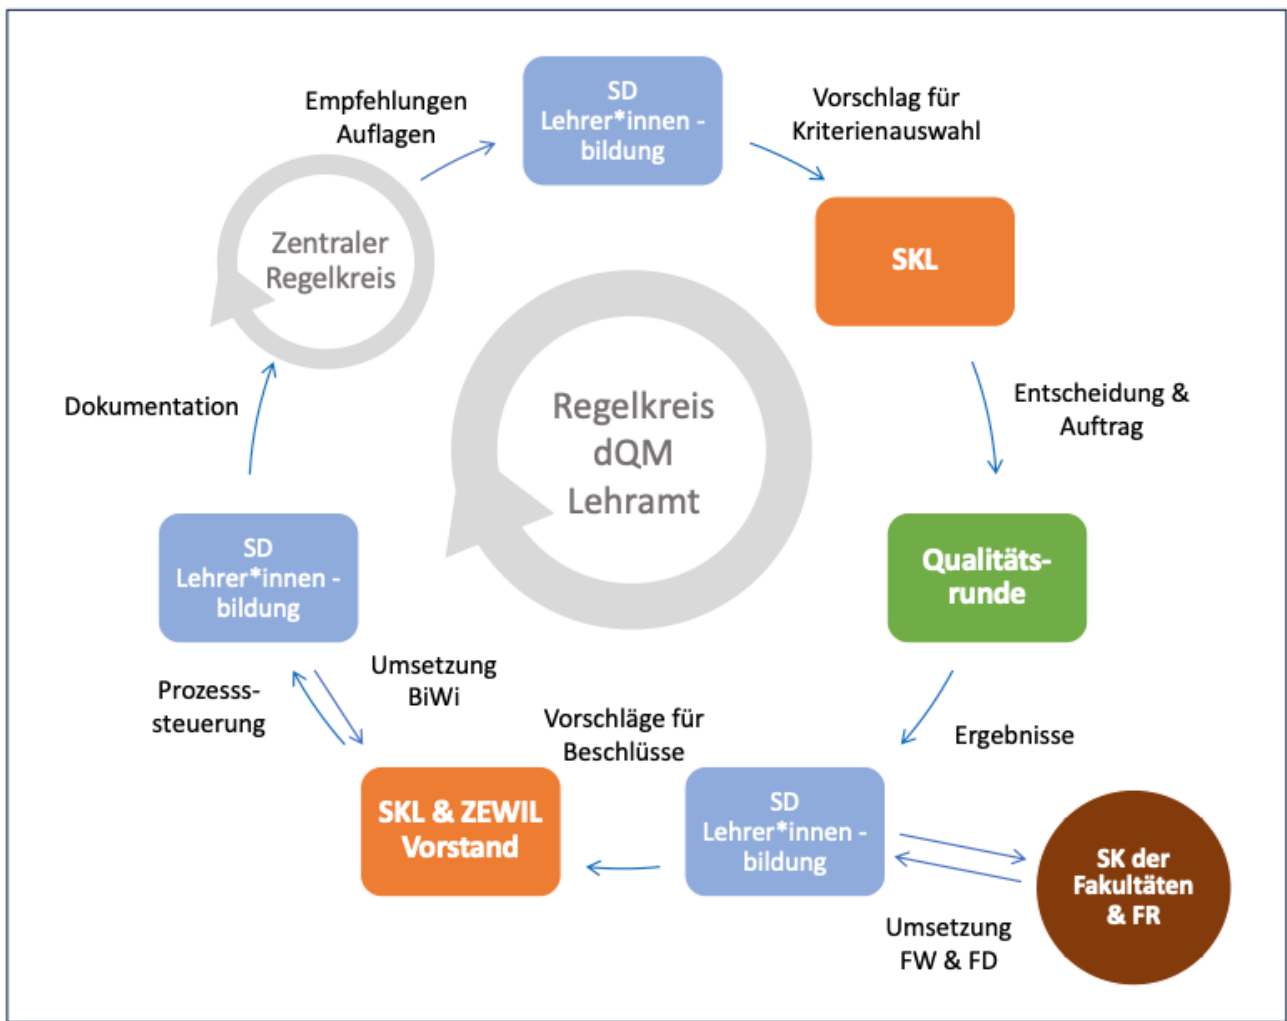 SD
Lehrer*innen -
bildung
Empfehlungen
Auflagen
Vorschlag für
Kriterienauswahl
Zentraler
Regelkreis
SKL
Regelkreis
dQM
Lehramt
Dokumentation
Entscheidung &
Auftrag
SD
Lehrer*innen -
bildung
Qualitäts-
runde
Prozesss-
steuerung
Umsetzung
BiWi
Vorschläge für
Beschlüsse
Ergebnisse
SKL & ZEWIL
Vorstand
SD
Lehrer*innen -
bildung
SK der
Fakultäten
& FR
Umsetzung
FW & FD